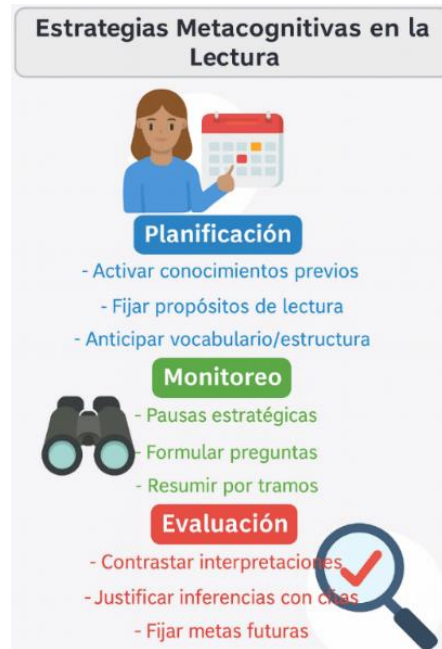 Estrategias Metacognitivas en la
Lectura
Planificación
- Activar conocimientos previos
- Fijar propósitos de lectura
- Anticipar vocabulario/estructura
Monitoreo
- Pausas estratégicas
- Formular preguntas
- Resumir por tramos
Evaluación
- Contrastar interpretaciones
- Justificar inferencias con citas
- Fijar metas futuras